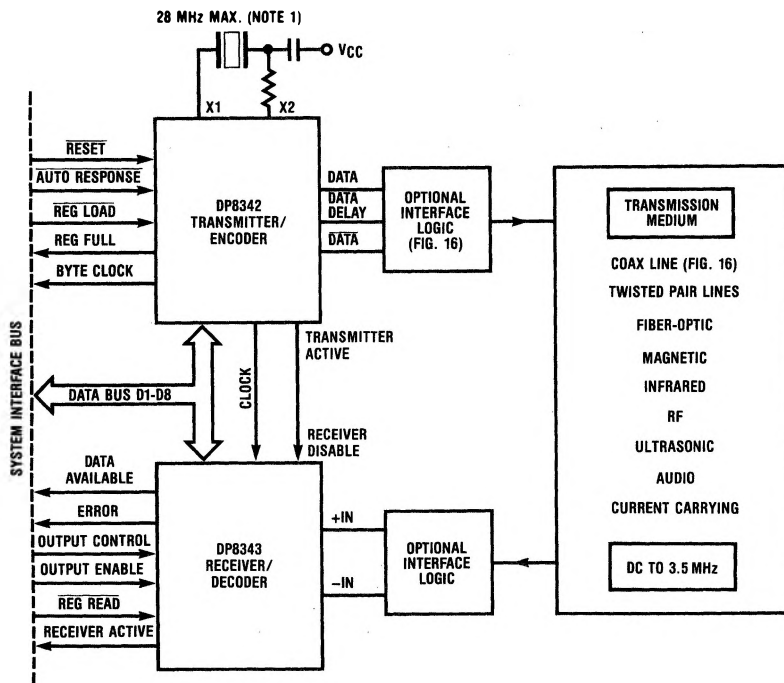 28 MHz MAX. (NOTE 1)
VCC
X1
X2
RESET
AUTO RESPONSE
REG LOAD
REG FULL
BYTE CLOCK
DP8342
TRANSMITTER/
ENCODER
DATA
DATA
DELAY
DATA
OPTIONAL
INTERFACE
LOGIC
(FIG. 16)
TRANSMISSION
MEDIUM
COAX LINE (FIG. 16)
TWISTED PAIR LINES
FIBER-OPTIC
MAGNETIC
INFRARED
RF
ULTRASONIC
AUDIO
CURRENT CARRYING
DC TO 3.5 MHz
SYSTEM INTERFACE BUS
DATA BUS D1-D8
CLOCK
TRANSMITTER
ACTIVE
RECEIVER
DISABLE
DATA
AVAILABLE
ERROR
OUTPUT CONTROL
OUTPUT ENABLE
REG READ
RECEIVER ACTIVE
DP8343
RECEIVER/
DECODER
+IN
−IN
OPTIONAL
INTERFACE
LOGIC